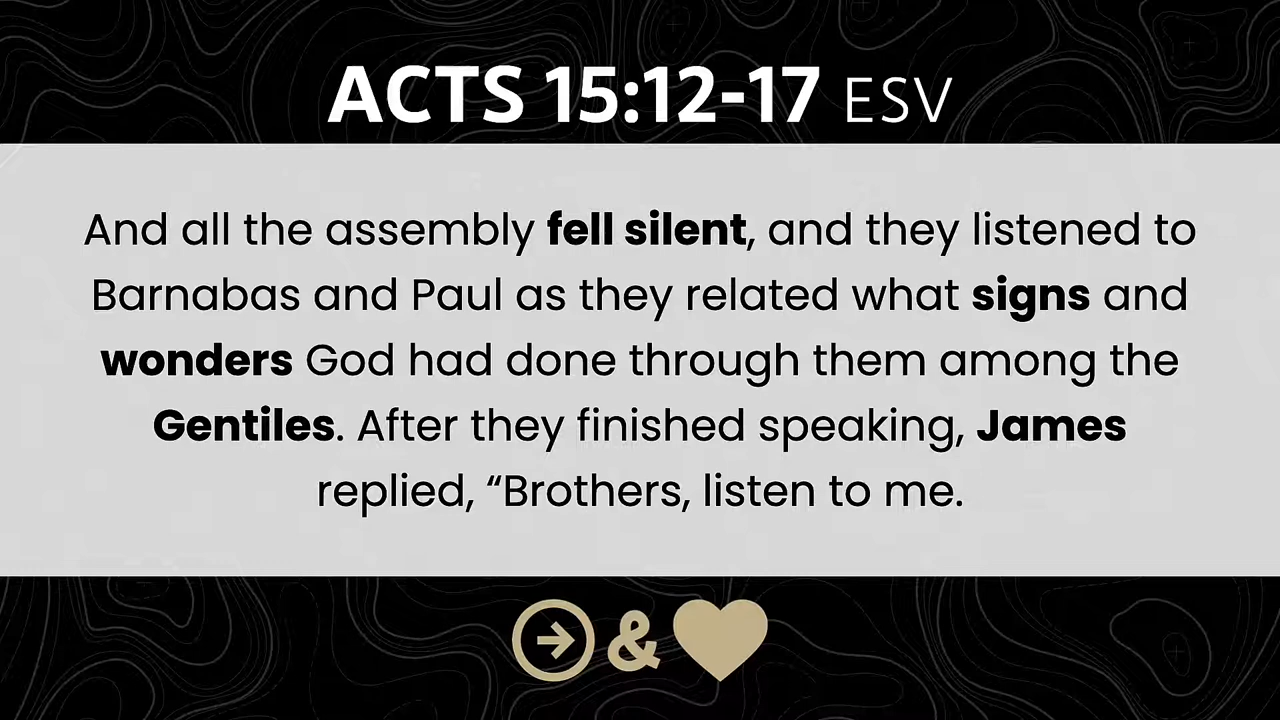 ACTS 15:12-17 ESV
And all the assembly fell silent, and they listened to
Barnabas and Paul as they related what signs and
wonders God had done through them among the
Gentiles. After they finished speaking, James
replied, “Brothers, listen to me.
&